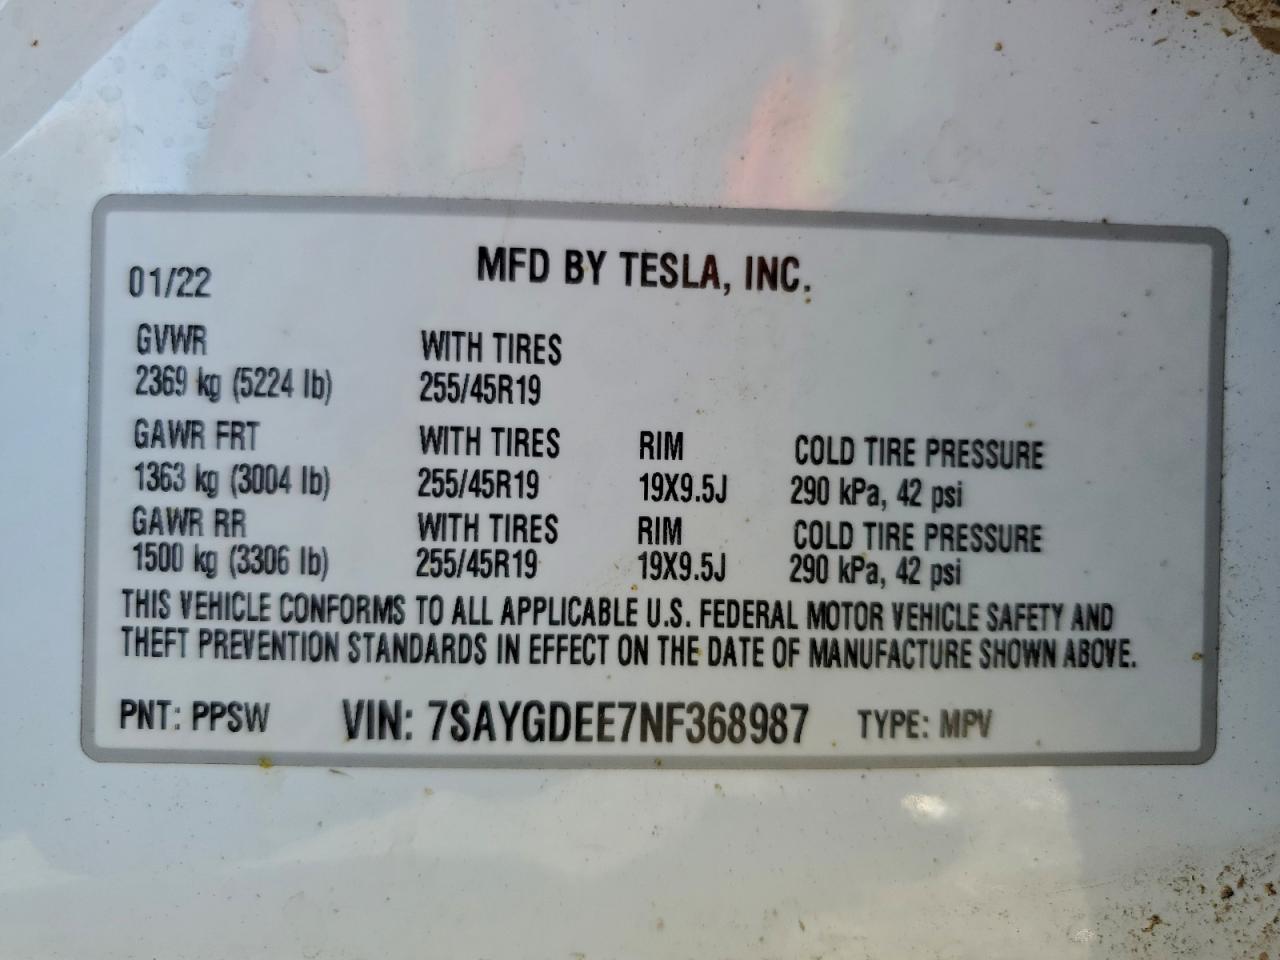 01/22 MFD BY TESLA, INC.
GVWR WITH TIRES
2369 kg (5224 lb) 255/45R19
GAWR FRT WITH TIRES RIM COLD TIRE PRESSURE
1363 kg (3004 lb) 255/45R19 19X9.5J 290 kPa, 42 psi
GAWR RR WITH TIRES RIM COLD TIRE PRESSURE
1500 kg (3306 lb) 255/45R19 19X9.5J 290 kPa, 42 psi
THIS VEHICLE CONFORMS TO ALL APPLICABLE U.S. FEDERAL MOTOR VEHICLE SAFETY AND
THEFT PREVENTION STANDARDS IN EFFECT ON THE DATE OF MANUFACTURE SHOWN ABOVE.
PNT: PPSW VIN: 7SAYGDEE7NF368987 TYPE: MPV